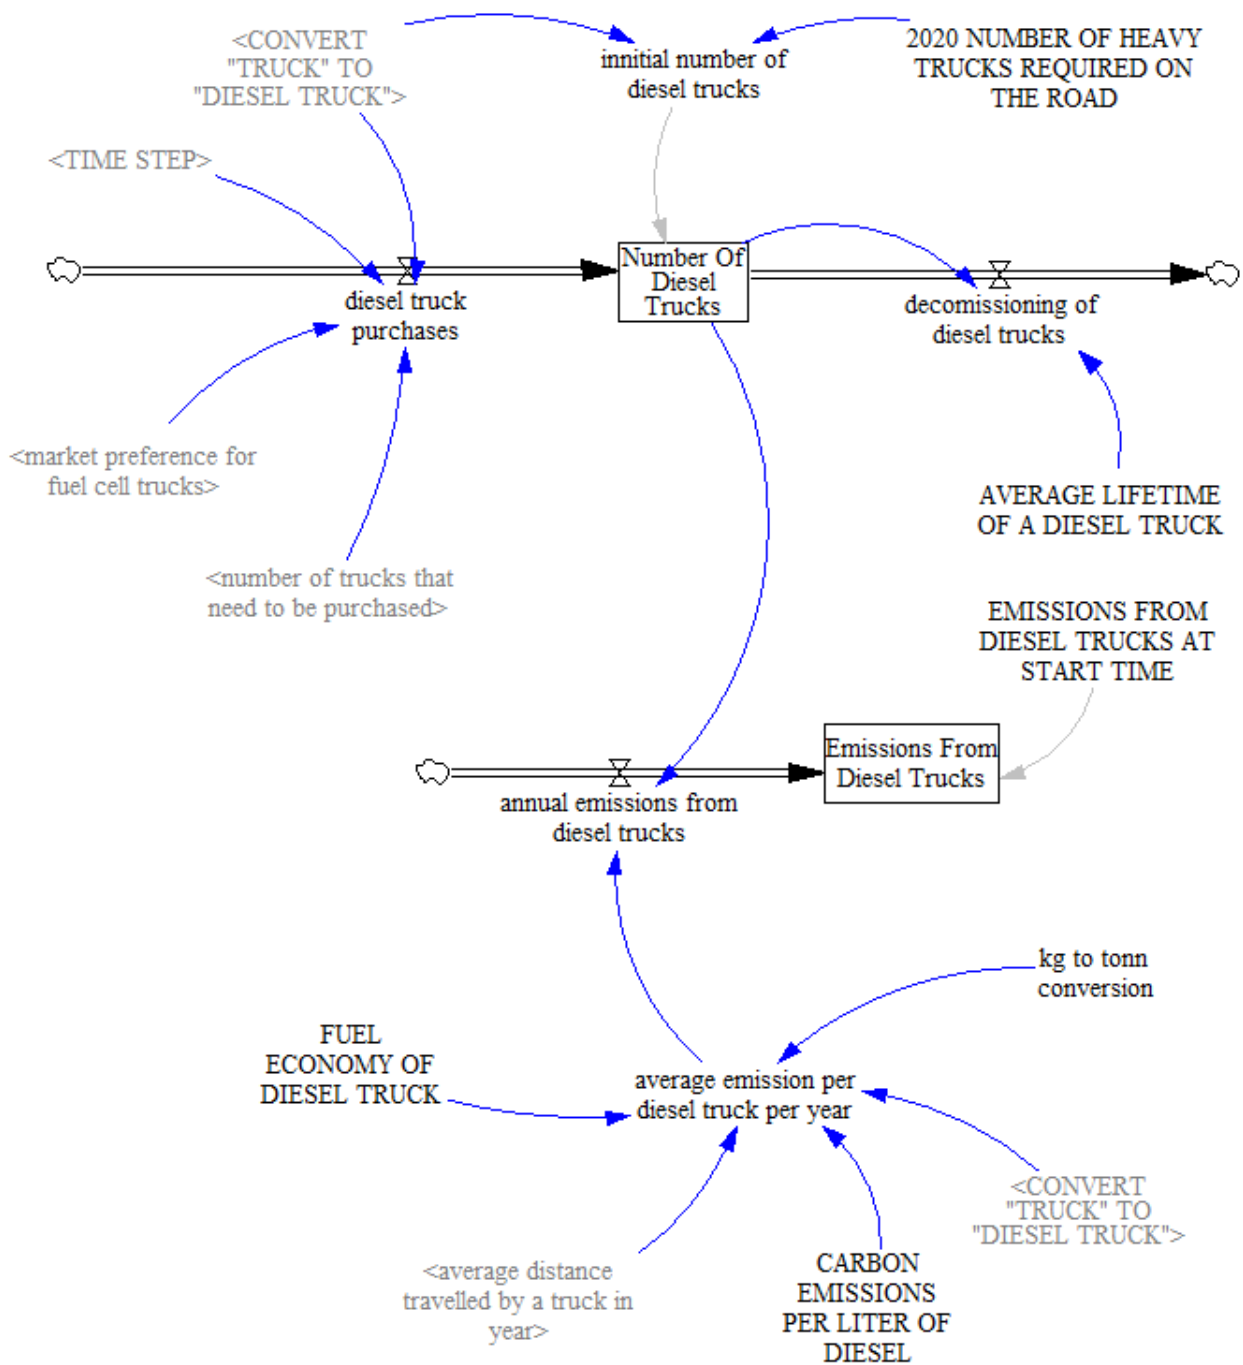 <CONVERT
"TRUCK" TO
"DIESEL TRUCK">
innitial number of
diesel trucks
2020 NUMBER OF HEAVY
TRUCKS REQUIRED ON
THE ROAD
<TIME STEP>
Number Of
Diesel
Trucks
diesel truck
purchases
decomissioning of
diesel trucks
<market preference for
fuel cell trucks>
AVERAGE LIFETIME
OF A DIESEL TRUCK
<number of trucks that
need to be purchased>
EMISSIONS FROM
DIESEL TRUCKS AT
START TIME
Emissions From
Diesel Trucks
annual emissions from
diesel trucks
kg to tonn
conversion
FUEL
ECONOMY OF
DIESEL TRUCK
average emission per
diesel truck per year
<CONVERT
"TRUCK" TO
"DIESEL TRUCK">
<average distance
travelled by a truck in
year>
CARBON
EMISSIONS
PER LITER OF
DIESEL